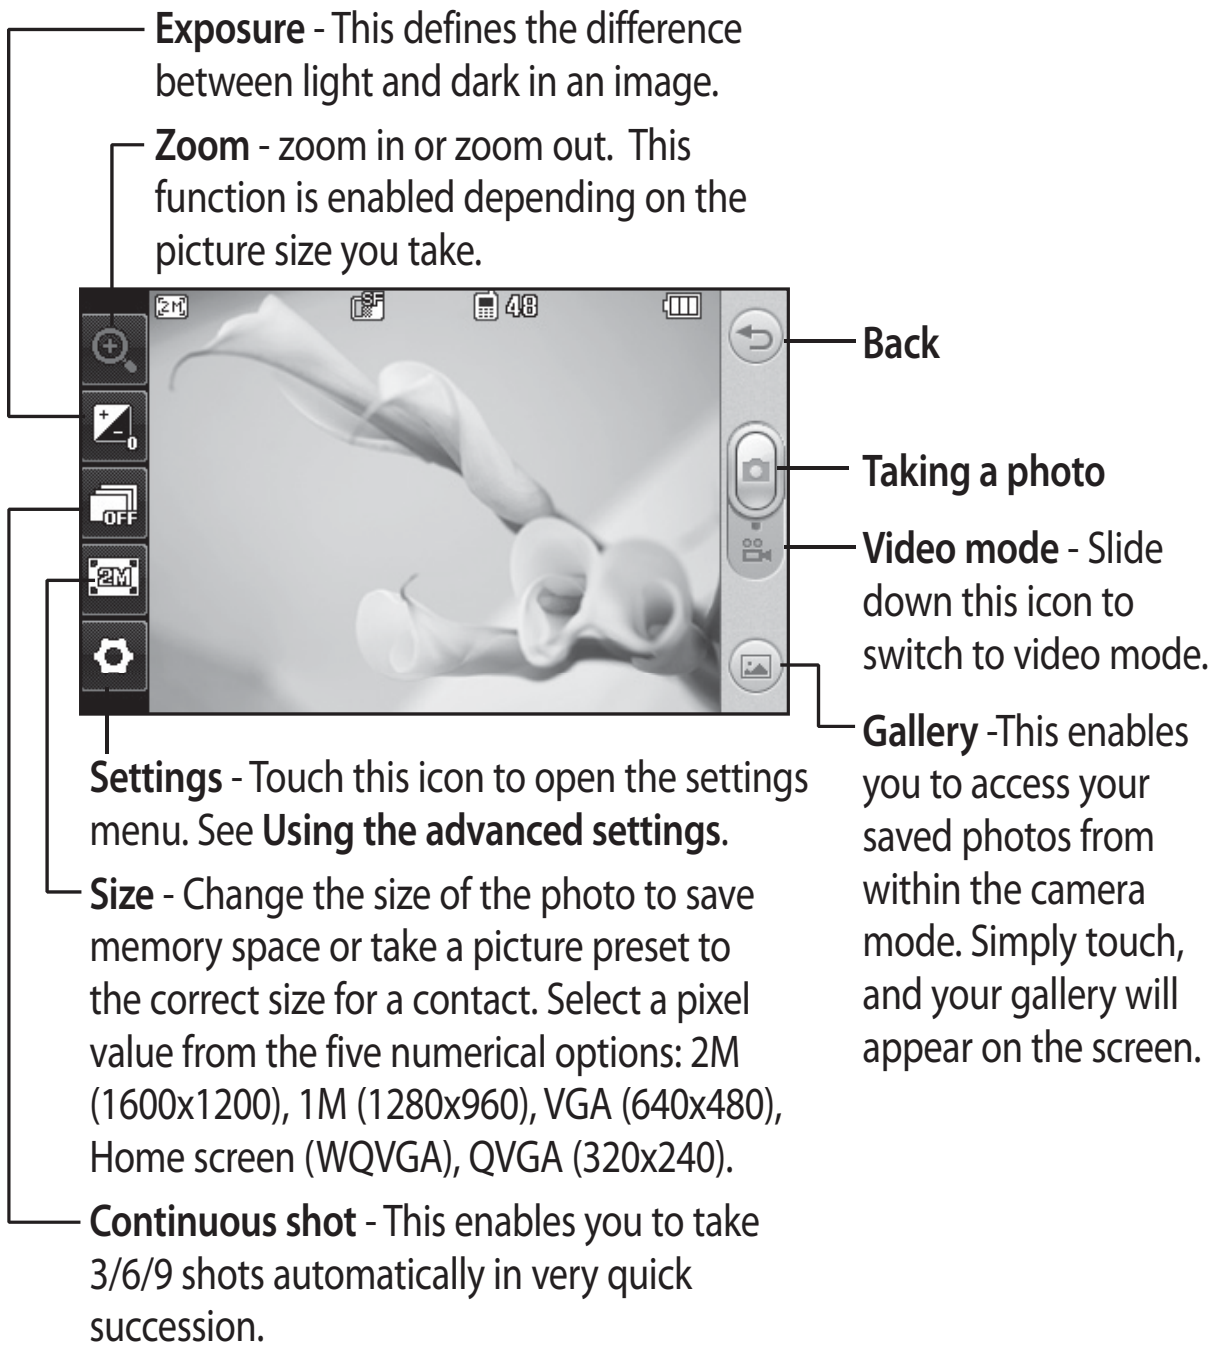 Exposure - This defines the difference
between light and dark in an image.
Zoom - zoom in or zoom out.  This
function is enabled depending on the
picture size you take.
2M
SF
48
+
-
0
OFF
2M
Back
Taking a photo
Video mode - Slide
down this icon to
switch to video mode.
Gallery -This enables
you to access your
saved photos from
within the camera
mode. Simply touch,
and your gallery will
appear on the screen.
Settings - Touch this icon to open the settings
menu. See Using the advanced settings.
Size - Change the size of the photo to save
memory space or take a picture preset to
the correct size for a contact. Select a pixel
value from the five numerical options: 2M
(1600x1200), 1M (1280x960), VGA (640x480),
Home screen (WQVGA), QVGA (320x240).
Continuous shot - This enables you to take
3/6/9 shots automatically in very quick
succession.